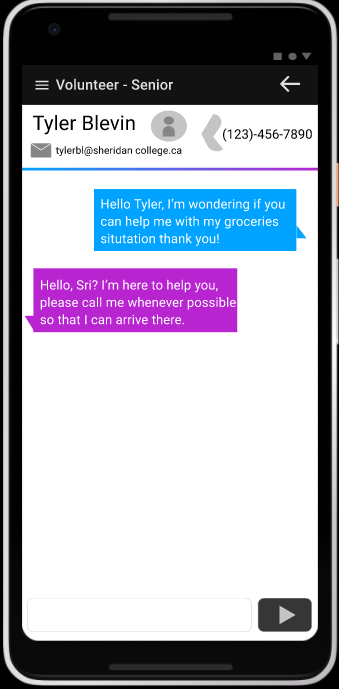 Volunteer - Senior
Tyler Blevin
(123)-456-7890
tylerbl@sheridan college.ca
Hello Tyler, I'm wondering if you
can help me with my groceries
situtation thank you!
Hello, Sri? I'm here to help you,
please call me whenever possible
so that I can arrive there.